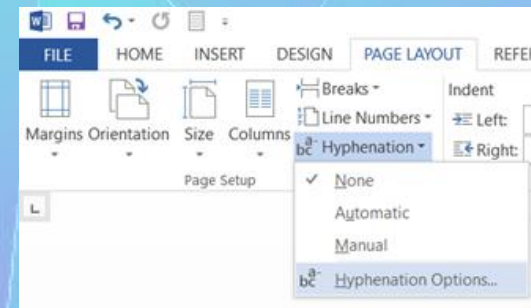 FILE HOME INSERT DESIGN PAGE LAYOUT REFE
Breaks Indent
Line Numbers Left:
Margins Orientation Size Columns Hyphenation Right:
Page Setup
None
Automatic
Manual
Hyphenation Options...